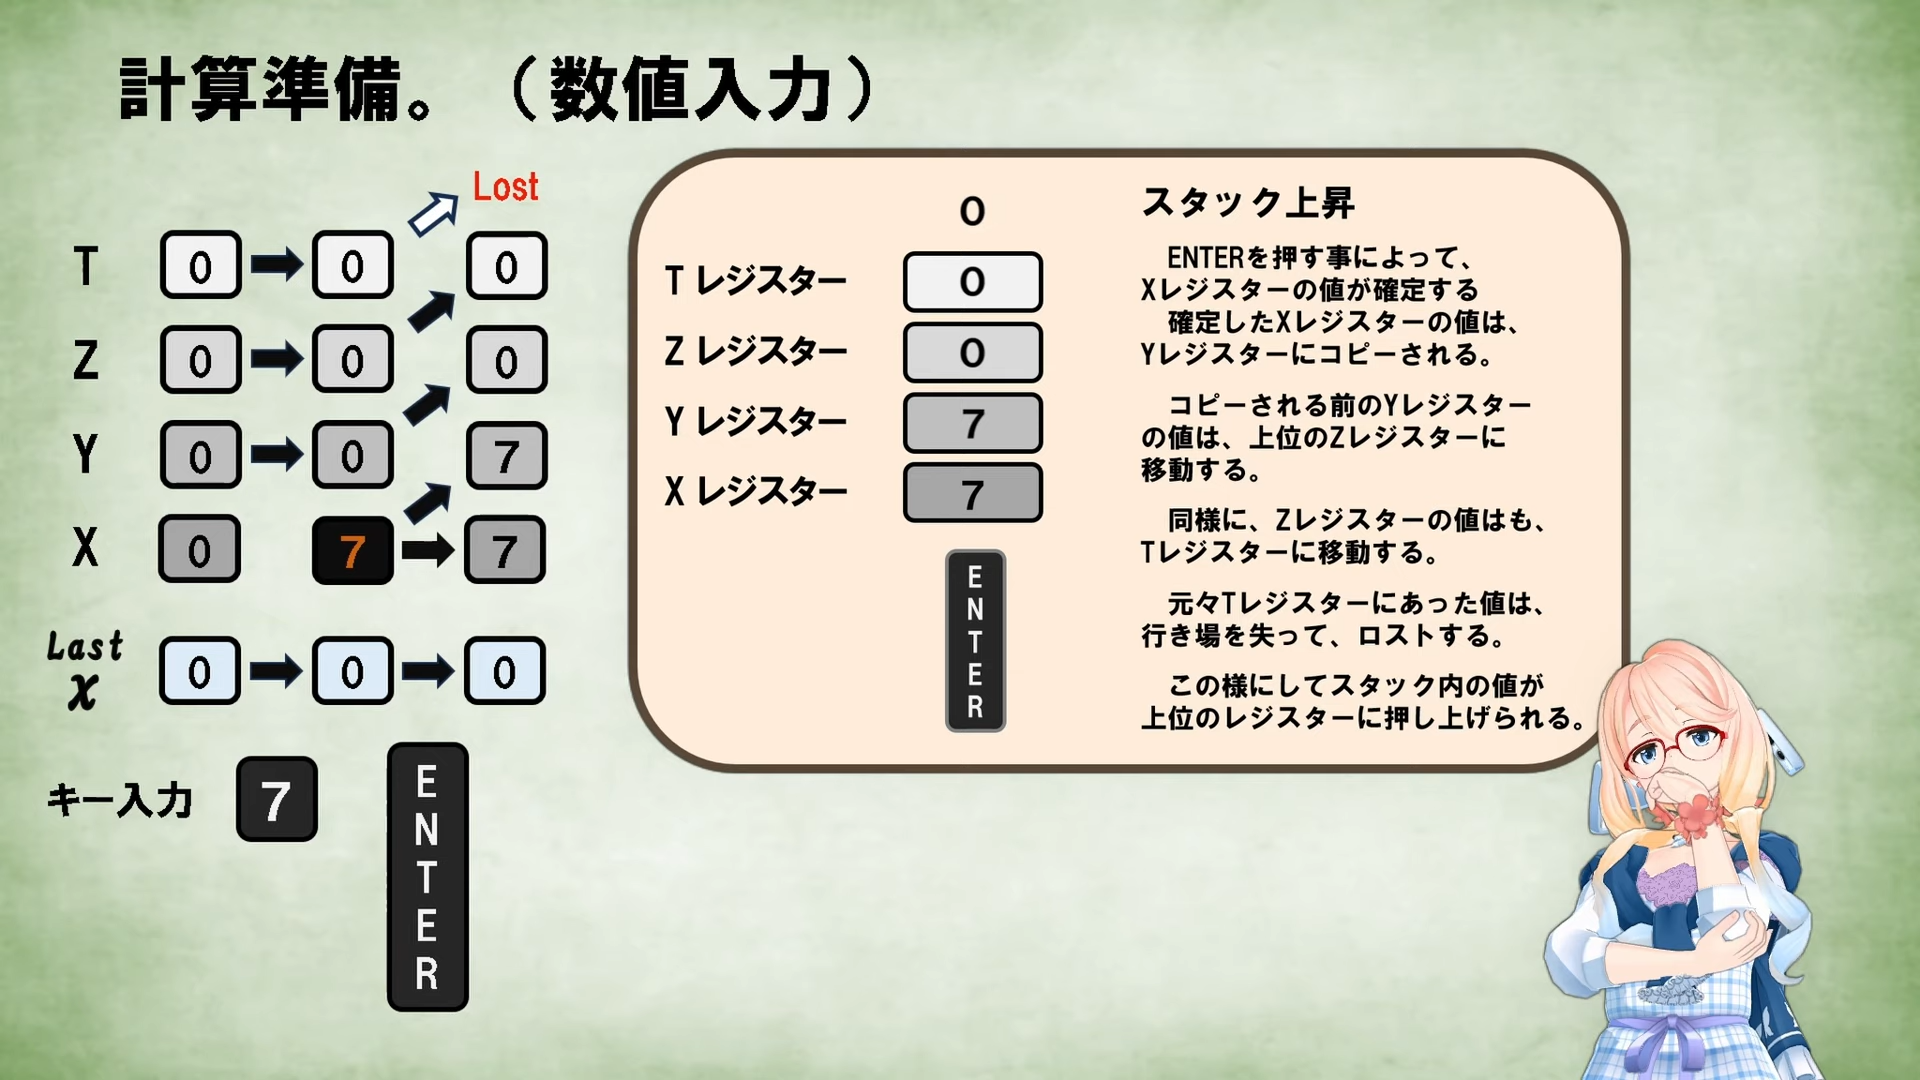 計算準備。（数値入力）
Lost
T 0 0 0
Z 0 0 0
Y 0 0 7
X 0 7 7
Last
x 0 0 0
キー入力 7
ENTER
0
T レジスター 0
Z レジスター 0
Y レジスター 7
X レジスター 7
ENTER
スタック上昇
ENTERを押す事によって、
Xレジスターの値が確定する
確定したXレジスターの値は、
Yレジスターにコピーされる。
コピーされる前のYレジスター
の値は、上位のZレジスターに
移動する。
同様に、Zレジスターの値はも、
Tレジスターに移動する。
元々Tレジスターにあった値は、
行き場を失って、ロストする。
この様にしてスタック内の値が
上位のレジスターに押し上げられる。